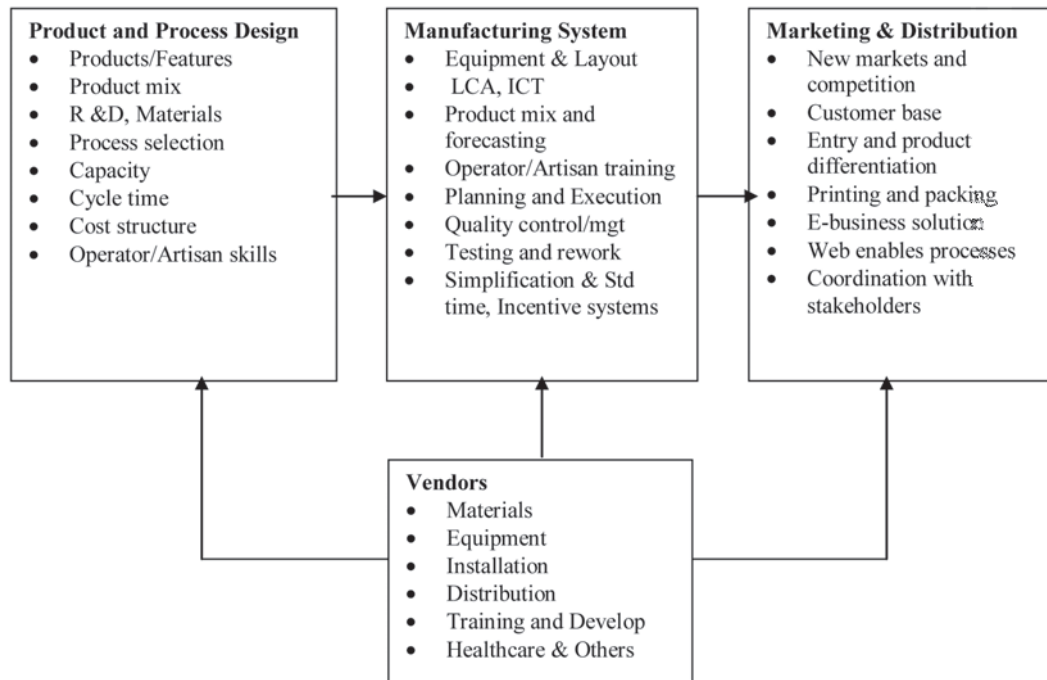 Product and Process Design
• Products/Features
• Product mix
• R &D, Materials
• Process selection
• Capacity
• Cycle time
• Cost structure
• Operator/Artisan skills
Manufacturing System
• Equipment & Layout
• LCA, ICT
• Product mix and
forecasting
• Operator/Artisan training
• Planning and Execution
• Quality control/mgt
• Testing and rework
• Simplification & Std
time, Incentive systems
Marketing & Distribution
• New markets and
competition
• Customer base
• Entry and product
differentiation
• Printing and packing
• E-business solution
• Web enables processes
• Coordination with
stakeholders
Vendors
• Materials
• Equipment
• Installation
• Distribution
• Training and Develop
• Healthcare & Others